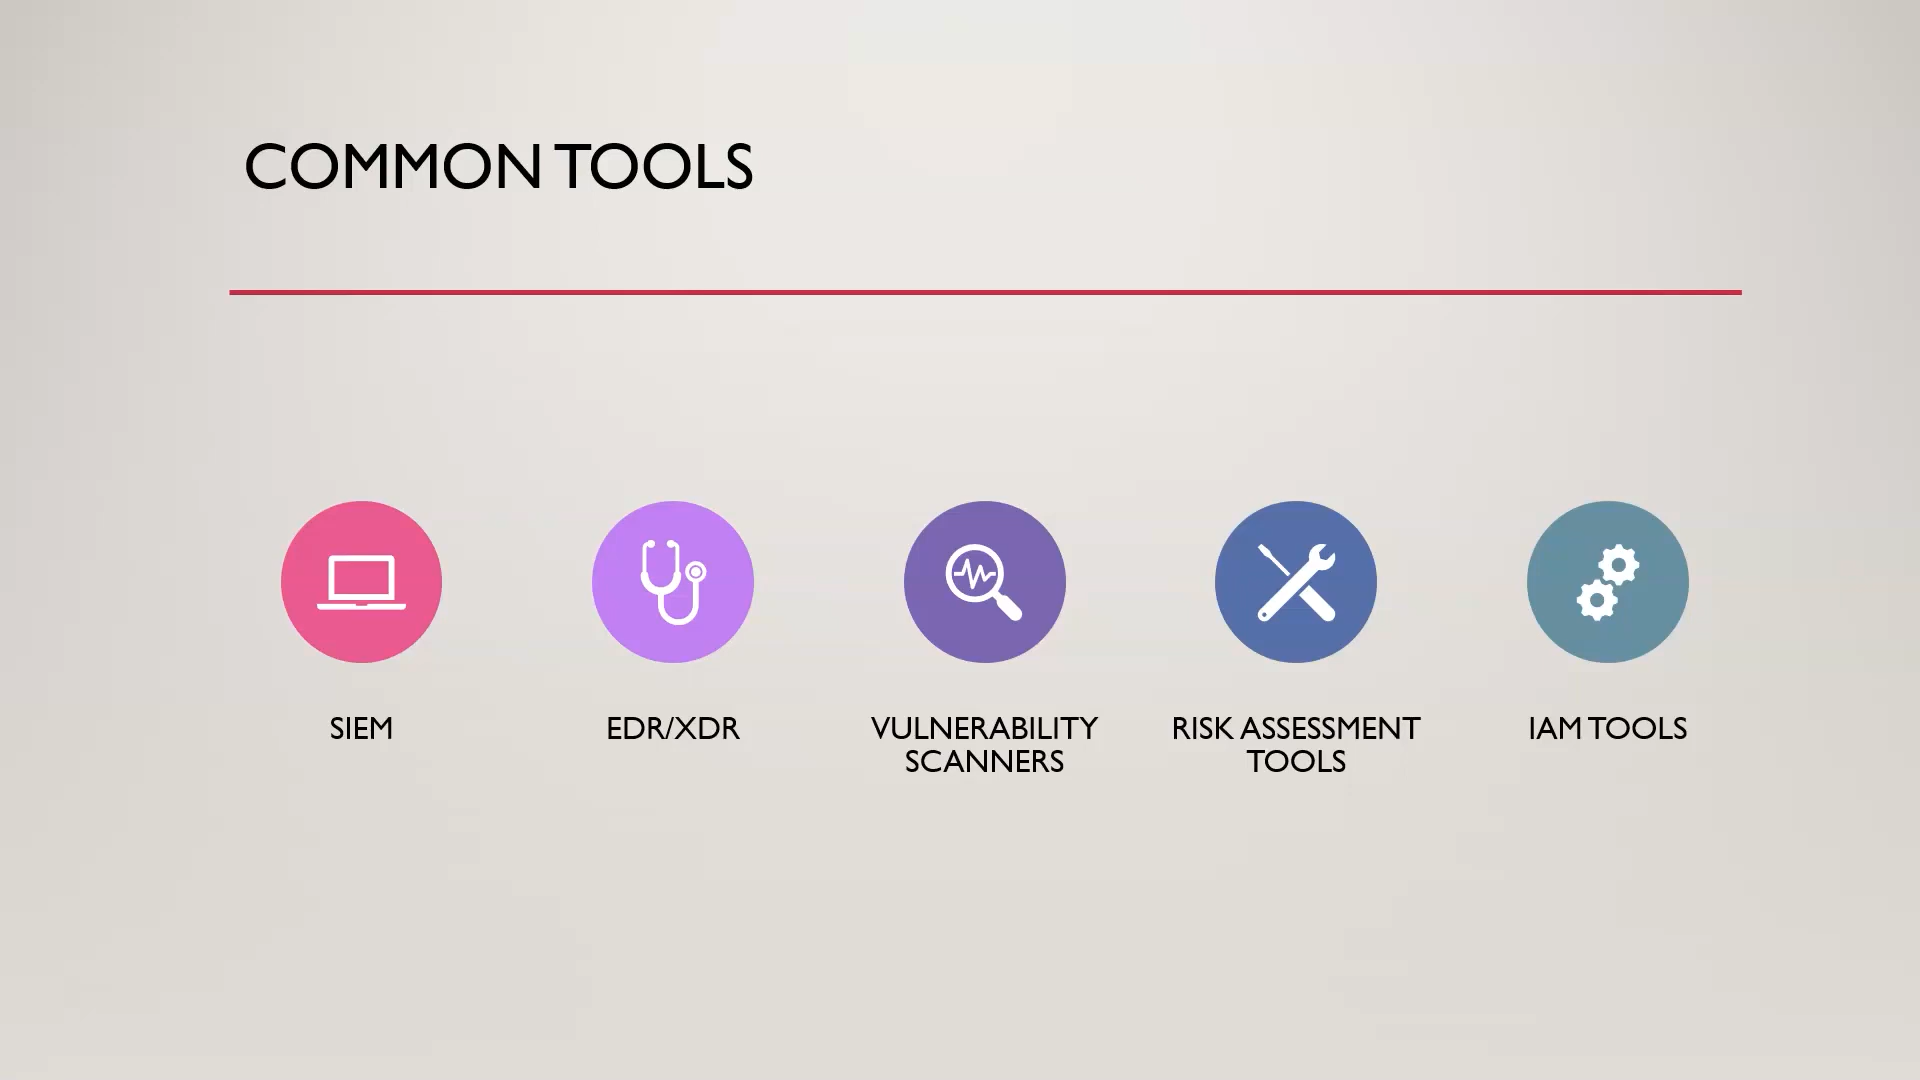 COMMON TOOLS
SIEM
EDR/XDR
VULNERABILITY
SCANNERS
RISK ASSESSMENT
TOOLS
IAM TOOLS